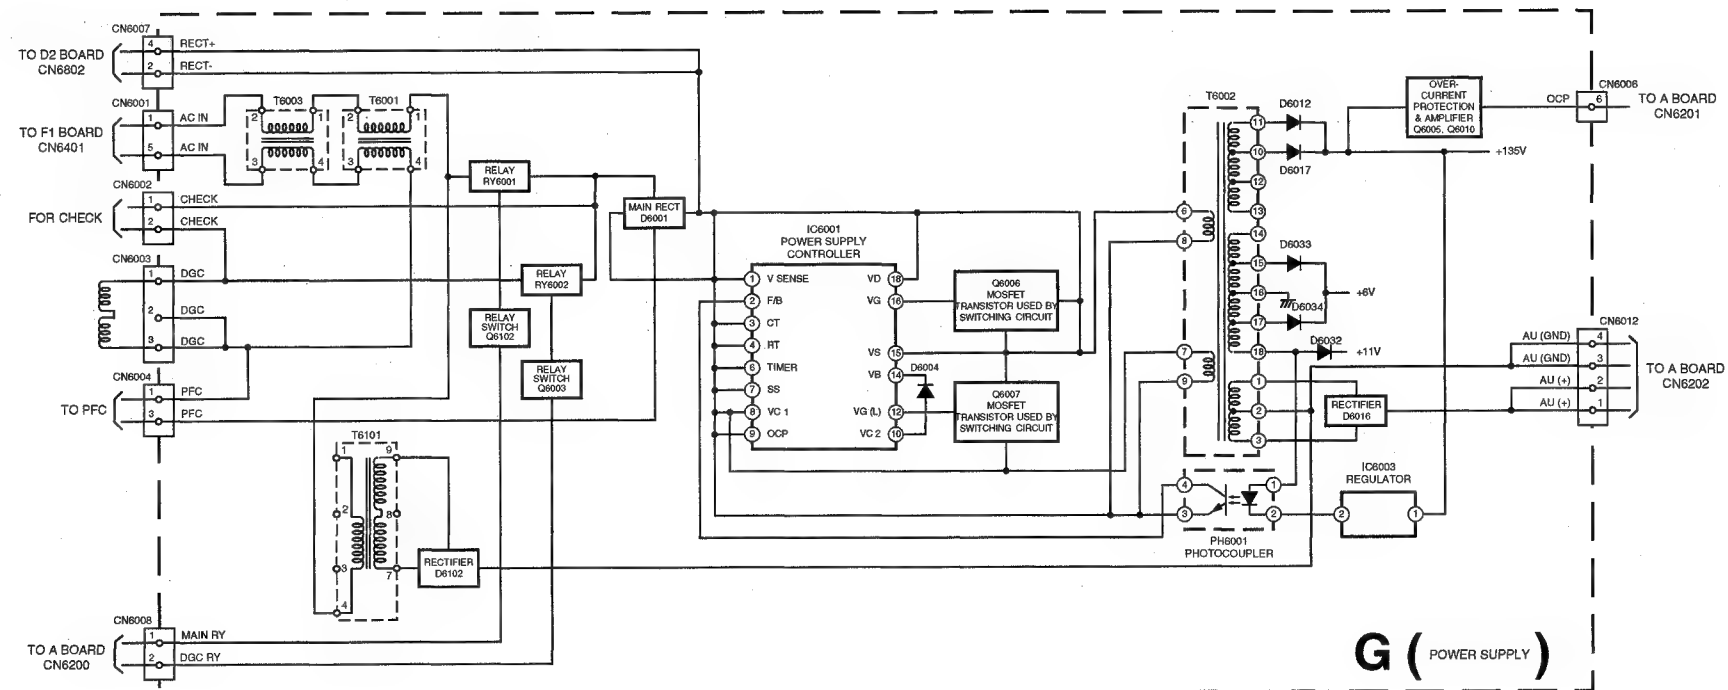 CN6007
TO D2 BOARD
CN6802
4 RECT+
2 RECT-
CN6001
TO F1 BOARD
CN6401
1 AC IN
5 AC IN
T6003
2 1
3 4
T6001
2 1
3 4
CN6002
FOR CHECK
1 CHECK
2 CHECK
CN6003
1 DGC
2 DGC
3 DGC
CN6004
TO PFC
1 PFC
3 PFC
RELAY
RY6001
RELAY
RY6002
RELAY
SWITCH
Q6102
RELAY
SWITCH
Q6003
T6101
1 9
2 8
3 7
4
RECTIFIER
D6102
CN6008
TO A BOARD
CN6200
1 MAIN RY
2 DGC RY
MAIN RECT
D6001
IC6001
POWER SUPPLY
CONTROLLER
1 V SENSE VD 18
2 F/B VG 16
3 CT
4 RT VS 15
6 TIMER VB 14
7 SS
8 VC 1 VG (L) 12
9 OCP VC 2 10
D6004
Q6006
MOSFET
TRANSISTOR USED BY
SWITCHING CIRCUIT
Q6007
MOSFET
TRANSISTOR USED BY
SWITCHING CIRCUIT
T6002
6
8
7
9
11
10
12
13
14
15
16
17
18
1
2
3
D6012
D6017
D6033
D6034
D6032
+135V
+6V
+11V
OVER-
CURRENT
PROTECTION
& AMPLIFIER
Q6005, Q6010
OCP 6
CN6006
TO A BOARD
CN6201
RECTIFIER
D6016
CN6012
AU (GND) 4
AU (GND) 3
AU (+) 2
AU (+) 1
TO A BOARD
CN6202
4 1
3 2
PH6001
PHOTOCOUPLER
IC6003
REGULATOR
2 1
G ( POWER SUPPLY )